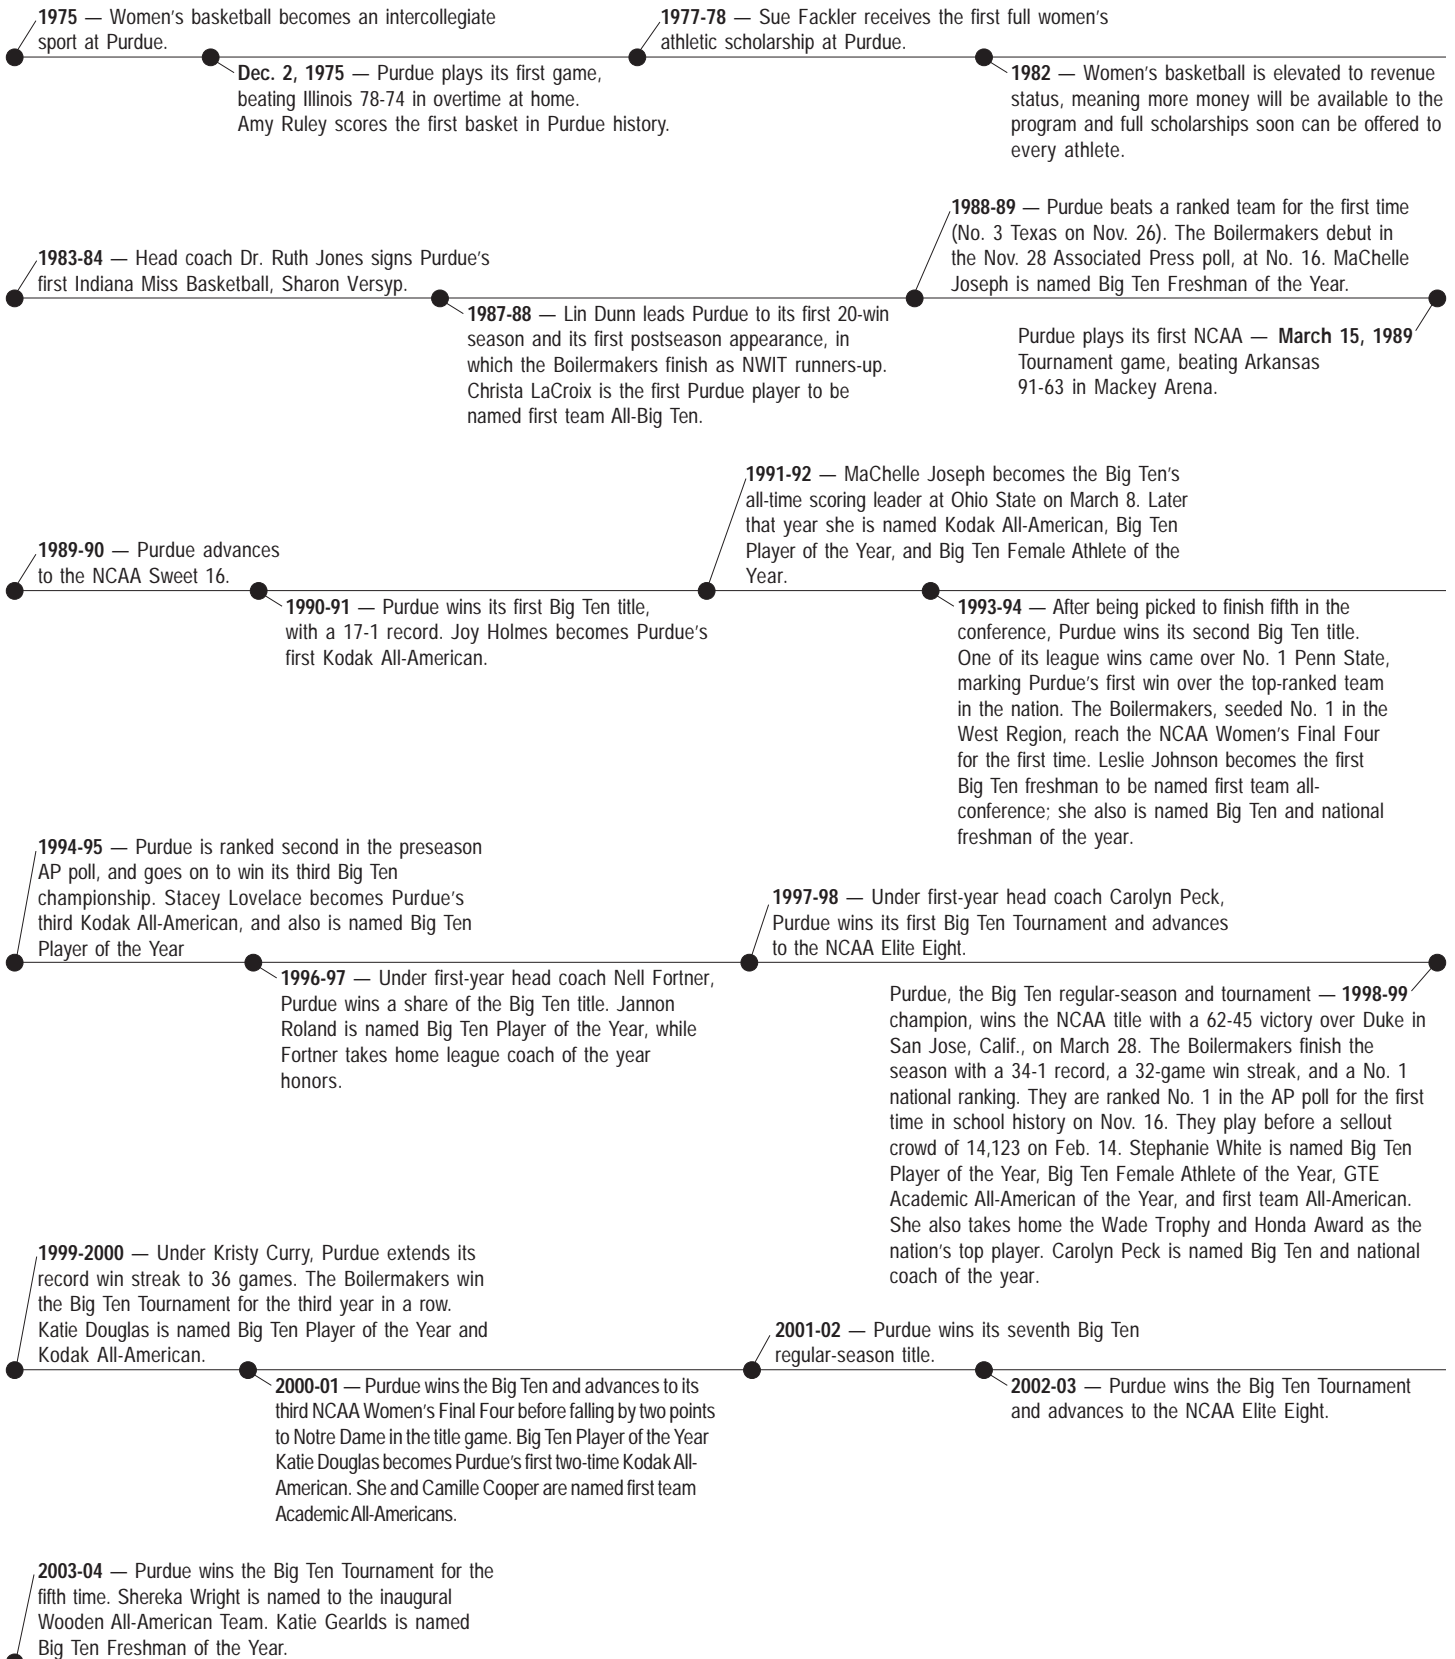 1975 — Women's basketball becomes an intercollegiate
sport at Purdue.
Dec. 2, 1975 — Purdue plays its first game,
beating Illinois 78-74 in overtime at home.
Amy Ruley scores the first basket in Purdue history.
1977-78 — Sue Fackler receives the first full women's
athletic scholarship at Purdue.
1982 — Women's basketball is elevated to revenue
status, meaning more money will be available to the
program and full scholarships soon can be offered to
every athlete.
1983-84 — Head coach Dr. Ruth Jones signs Purdue's
first Indiana Miss Basketball, Sharon Versyp.
1987-88 — Lin Dunn leads Purdue to its first 20-win
season and its first postseason appearance, in
which the Boilermakers finish as NWIT runners-up.
Christa LaCroix is the first Purdue player to be
named first team All-Big Ten.
1988-89 — Purdue beats a ranked team for the first time
(No. 3 Texas on Nov. 26). The Boilermakers debut in
the Nov. 28 Associated Press poll, at No. 16. MaChelle
Joseph is named Big Ten Freshman of the Year.
Purdue plays its first NCAA — March 15, 1989
Tournament game, beating Arkansas
91-63 in Mackey Arena.
1989-90 — Purdue advances
to the NCAA Sweet 16.
1990-91 — Purdue wins its first Big Ten title,
with a 17-1 record. Joy Holmes becomes Purdue's
first Kodak All-American.
1991-92 — MaChelle Joseph becomes the Big Ten's
all-time scoring leader at Ohio State on March 8. Later
that year she is named Kodak All-American, Big Ten
Player of the Year, and Big Ten Female Athlete of the
Year.
1993-94 — After being picked to finish fifth in the
conference, Purdue wins its second Big Ten title.
One of its league wins came over No. 1 Penn State,
marking Purdue's first win over the top-ranked team
in the nation. The Boilermakers, seeded No. 1 in the
West Region, reach the NCAA Women's Final Four
for the first time. Leslie Johnson becomes the first
Big Ten freshman to be named first team all-
conference; she also is named Big Ten and national
freshman of the year.
1994-95 — Purdue is ranked second in the preseason
AP poll, and goes on to win its third Big Ten
championship. Stacey Lovelace becomes Purdue's
third Kodak All-American, and also is named Big Ten
Player of the Year
1996-97 — Under first-year head coach Nell Fortner,
Purdue wins a share of the Big Ten title. Jannon
Roland is named Big Ten Player of the Year, while
Fortner takes home league coach of the year
honors.
1997-98 — Under first-year head coach Carolyn Peck,
Purdue wins its first Big Ten Tournament and advances
to the NCAA Elite Eight.
Purdue, the Big Ten regular-season and tournament — 1998-99
champion, wins the NCAA title with a 62-45 victory over Duke in
San Jose, Calif., on March 28. The Boilermakers finish the
season with a 34-1 record, a 32-game win streak, and a No. 1
national ranking. They are ranked No. 1 in the AP poll for the first
time in school history on Nov. 16. They play before a sellout
crowd of 14,123 on Feb. 14. Stephanie White is named Big Ten
Player of the Year, Big Ten Female Athlete of the Year, GTE
Academic All-American of the Year, and first team All-American.
She also takes home the Wade Trophy and Honda Award as the
nation's top player. Carolyn Peck is named Big Ten and national
coach of the year.
1999-2000 — Under Kristy Curry, Purdue extends its
record win streak to 36 games. The Boilermakers win
the Big Ten Tournament for the third year in a row.
Katie Douglas is named Big Ten Player of the Year and
Kodak All-American.
2000-01 — Purdue wins the Big Ten and advances to its
third NCAA Women's Final Four before falling by two points
to Notre Dame in the title game. Big Ten Player of the Year
Katie Douglas becomes Purdue's first two-time Kodak All-
American. She and Camille Cooper are named first team
Academic All-Americans.
2001-02 — Purdue wins its seventh Big Ten
regular-season title.
2002-03 — Purdue wins the Big Ten Tournament
and advances to the NCAA Elite Eight.
2003-04 — Purdue wins the Big Ten Tournament for the
fifth time. Shereka Wright is named to the inaugural
Wooden All-American Team. Katie Gearlds is named
Big Ten Freshman of the Year.